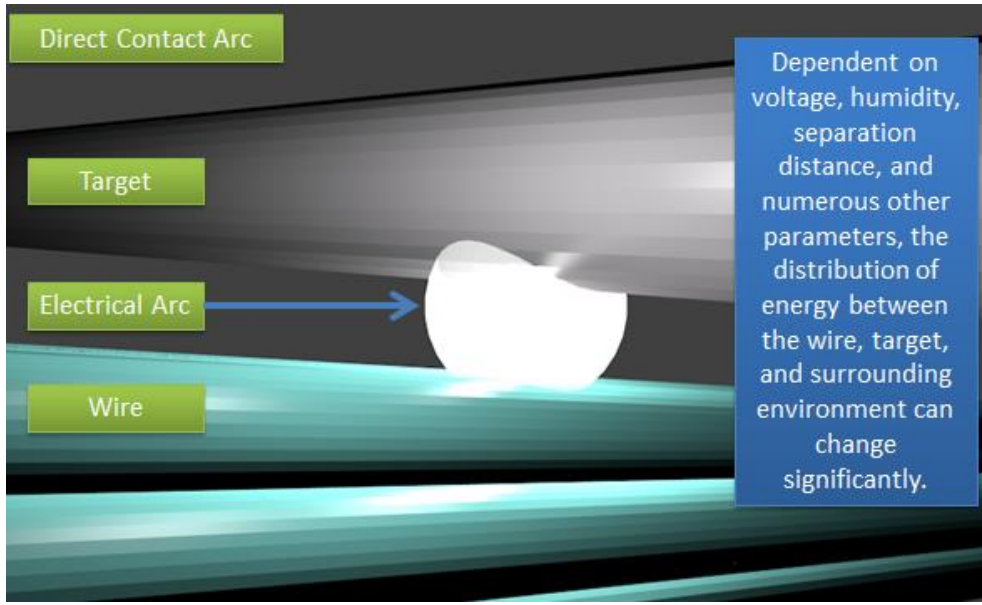 Direct Contact Arc
Target
Electrical Arc
Wire
Dependent on
voltage, humidity,
separation
distance, and
numerous other
parameters, the
distribution of
energy between
the wire, target,
and surrounding
environment can
change
significantly.